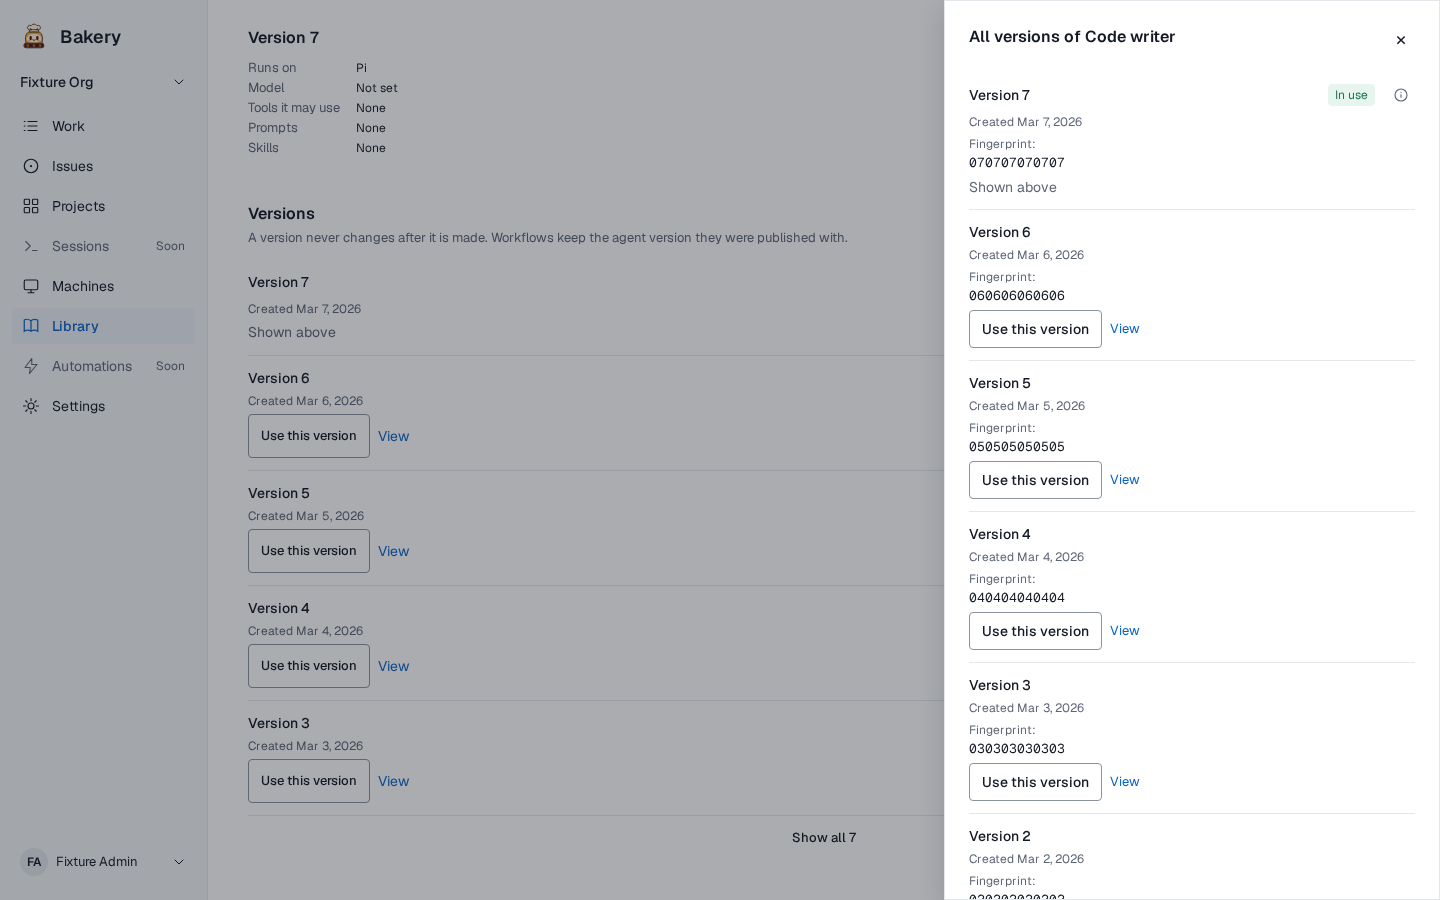 Bakery
Fixture Org
Work
Issues
Projects
Sessions Soon
Machines
Library
Automations Soon
Settings
FA Fixture Admin
Version 7
Runs on Pi
Model Not set
Tools it may use None
Prompts None
Skills None
Versions
A version never changes after it is made. Workflows keep the agent version they were published with.
Version 7
Created Mar 7, 2026
Shown above
Version 6
Created Mar 6, 2026
Use this version View
Version 5
Created Mar 5, 2026
Use this version View
Version 4
Created Mar 4, 2026
Use this version View
Version 3
Created Mar 3, 2026
Use this version View
Show all 7
All versions of Code writer
Version 7 In use
Created Mar 7, 2026
Fingerprint:
070707070707
Shown above
Version 6
Created Mar 6, 2026
Fingerprint:
060606060606
Use this version View
Version 5
Created Mar 5, 2026
Fingerprint:
050505050505
Use this version View
Version 4
Created Mar 4, 2026
Fingerprint:
040404040404
Use this version View
Version 3
Created Mar 3, 2026
Fingerprint:
030303030303
Use this version View
Version 2
Created Mar 2, 2026
Fingerprint: